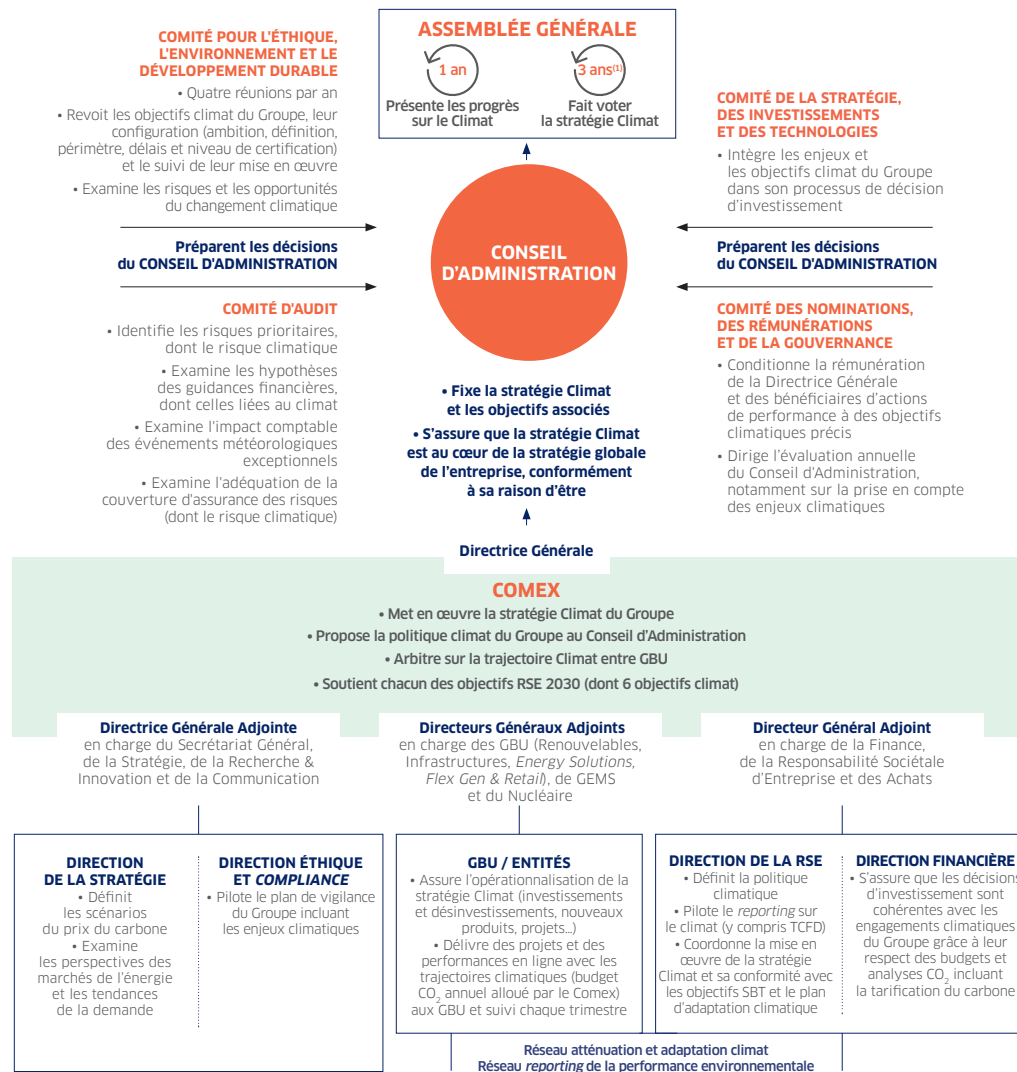 ASSEMBLÉE GÉNÉRALE
1 an
Présente les progrès
sur le Climat
3 ans(1)
Fait voter
la stratégie Climat
COMITÉ POUR L'ÉTHIQUE,
L'ENVIRONNEMENT ET LE
DÉVELOPPEMENT DURABLE
• Quatre réunions par an
• Revoit les objectifs climat du Groupe, leur
configuration (ambition, définition,
périmètre, délais et niveau de certification)
et le suivi de leur mise en œuvre
• Examine les risques et les opportunités
du changement climatique
Préparent les décisions
du CONSEIL D'ADMINISTRATION
COMITÉ D'AUDIT
• Identifie les risques prioritaires,
dont le risque climatique
• Examine les hypothèses
des guidances financières,
dont celles liées au climat
• Examine l'impact comptable
des événements météorologiques
exceptionnels
• Examine l'adéquation de la
couverture d'assurance des risques
(dont le risque climatique)
CONSEIL
D'ADMINISTRATION
• Fixe la stratégie Climat
et les objectifs associés
• S'assure que la stratégie Climat
est au cœur de la stratégie globale
de l'entreprise, conformément
à sa raison d'être
COMITÉ DE LA STRATÉGIE,
DES INVESTISSEMENTS
ET DES TECHNOLOGIES
• Intègre les enjeux et
les objectifs climat du Groupe
dans son processus de décision
d'investissement
Préparent les décisions
du CONSEIL D'ADMINISTRATION
COMITÉ DES NOMINATIONS,
DES RÉMUNÉRATIONS
ET DE LA GOUVERNANCE
• Conditionne la rémunération
de la Directrice Générale
et des bénéficiaires d'actions
de performance à des objectifs
climatiques précis
• Dirige l'évaluation annuelle
du Conseil d'Administration,
notamment sur la prise en compte
des enjeux climatiques
Directrice Générale
COMEX
• Met en œuvre la stratégie Climat du Groupe
• Propose la politique climat du Groupe au Conseil d'Administration
• Arbitre sur la trajectoire Climat entre GBU
• Soutient chacun des objectifs RSE 2030 (dont 6 objectifs climat)
Directrice Générale Adjointe
en charge du Secrétariat Général,
de la Stratégie, de la Recherche &
Innovation et de la Communication
Directeurs Généraux Adjoints
en charge des GBU (Renouvelables,
Infrastructures, Energy Solutions,
Flex Gen & Retail), de GEMS
et du Nucléaire
Directeur Général Adjoint
en charge de la Finance,
de la Responsabilité Sociétale
d'Entreprise et des Achats
DIRECTION
DE LA STRATÉGIE
• Définit
les scénarios
du prix du carbone
• Examine
les perspectives des
marchés de l'énergie
et les tendances
de la demande
DIRECTION ÉTHIQUE
ET COMPLIANCE
• Pilote le plan de vigilance
du Groupe incluant
les enjeux climatiques
GBU / ENTITÉS
• Assure l'opérationnalisation de la
stratégie Climat (investissements
et désinvestissements, nouveaux
produits, projets...)
• Délivre des projets et des
performances en ligne avec les
trajectoires climatiques (budget
CO2 annuel alloué par le Comex)
aux GBU et suivi chaque trimestre
DIRECTION DE LA RSE
• Définit la politique
climatique
• Pilote le reporting sur
le climat (y compris TCFD)
• Coordonne la mise en
œuvre de la stratégie
Climat et sa conformité avec
les objectifs SBT et le plan
d'adaptation climatique
DIRECTION FINANCIÈRE
• S'assure que les décisions
d'investissement sont
cohérentes avec les
engagements climatiques
du Groupe grâce à leur
respect des budgets et
analyses CO2 incluant
la tarification du carbone
Réseau atténuation et adaptation climat
Réseau reporting de la performance environnementale